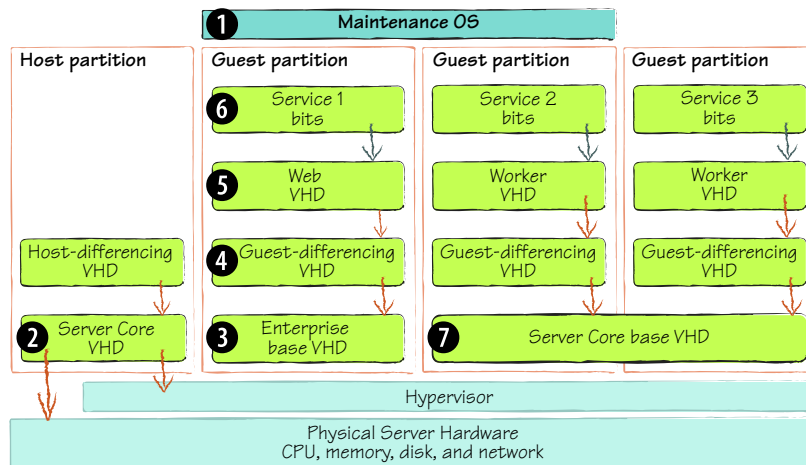 1 Maintenance OS
Host partition
Guest partition
Guest partition
Guest partition
6 Service 1
bits
Service 2
bits
Service 3
bits
5 Web
VHD
Worker
VHD
Worker
VHD
Host-differencing
VHD
4 Guest-differencing
VHD
Guest-differencing
VHD
Guest-differencing
VHD
2 Server Core
VHD
3 Enterprise
base VHD
7 Server Core base VHD
Hypervisor
Physical Server Hardware
CPU, memory, disk, and network